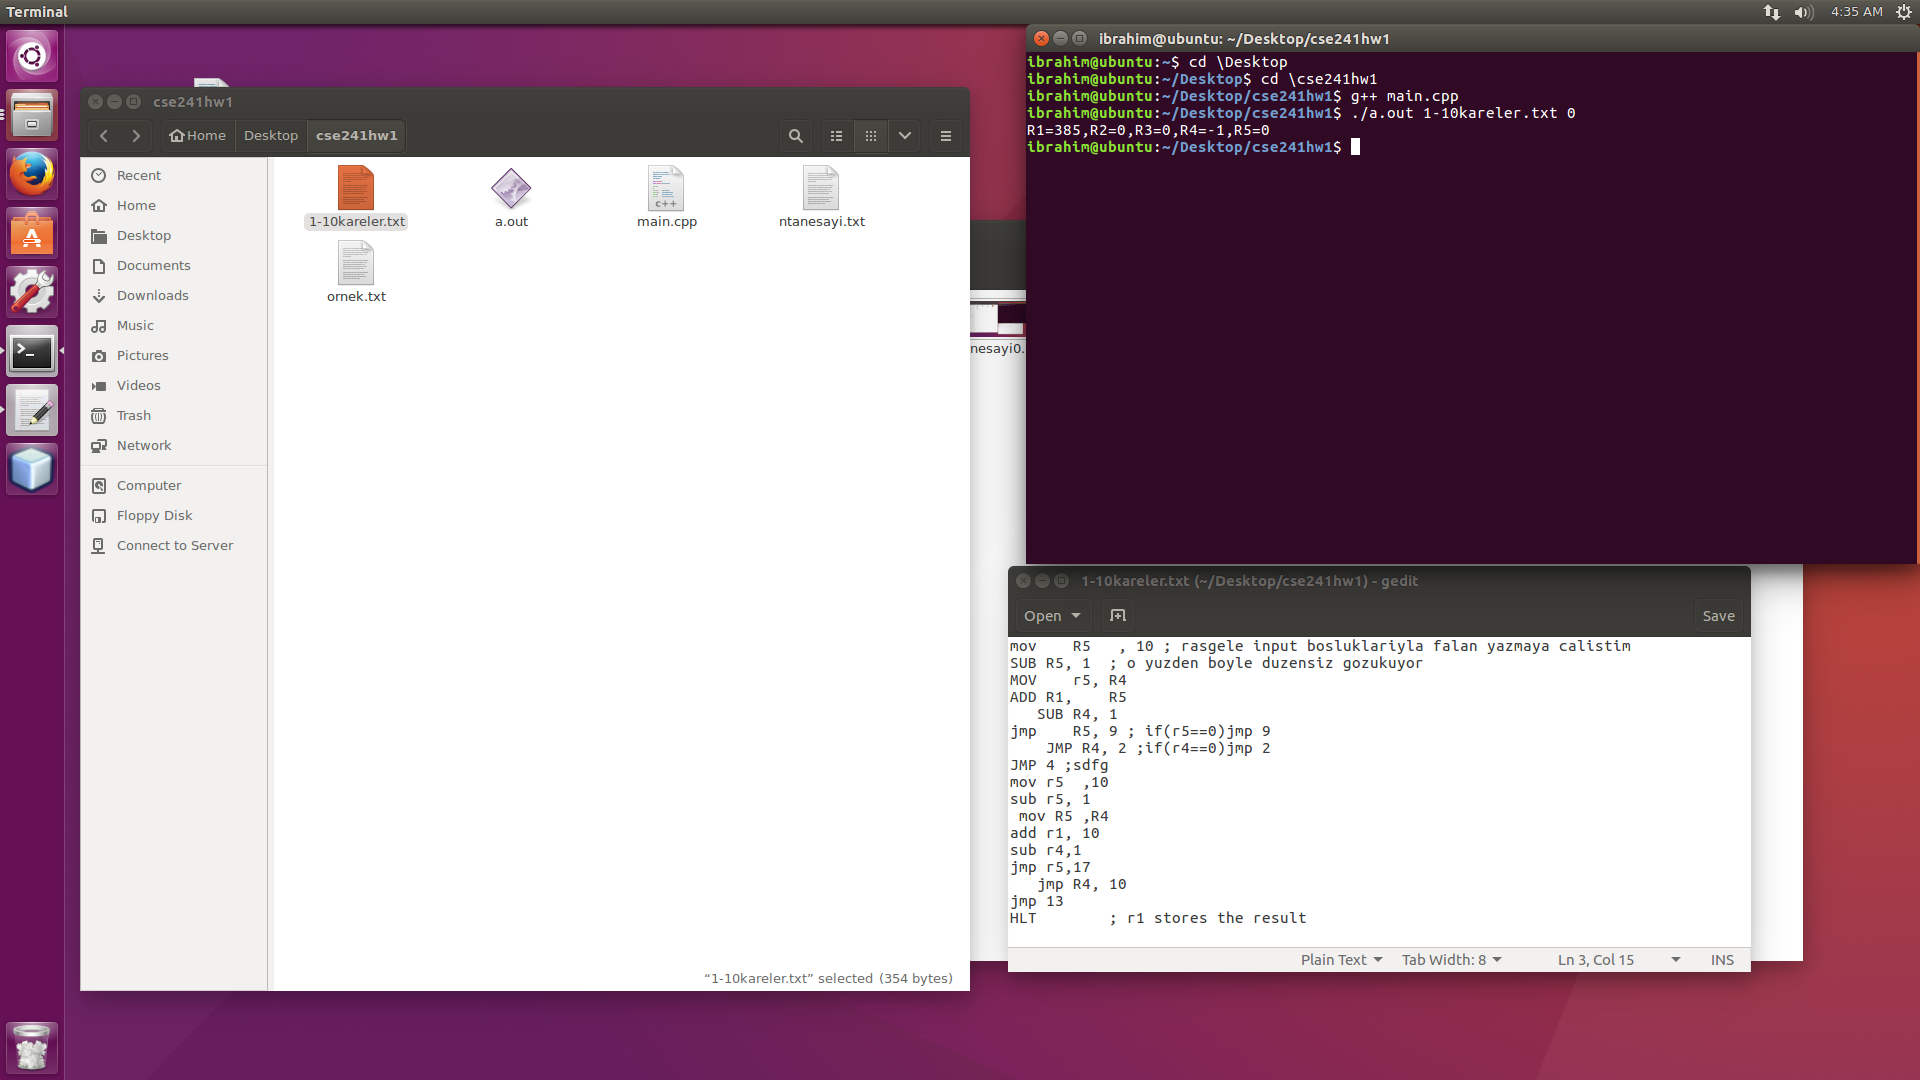 Terminal
4:35 AM
cse241hw1
Home
Desktop
cse241hw1
Recent
Home
Desktop
Documents
Downloads
Music
Pictures
Videos
Trash
Network
Computer
Floppy Disk
Connect to Server
1-10kareler.txt
a.out
main.cpp
ntanesayi.txt
ornek.txt
"1-10kareler.txt" selected (354 bytes)
nesayi0.
ibrahim@ubuntu: ~/Desktop/cse241hw1
ibrahim@ubuntu:~$ cd \Desktop
ibrahim@ubuntu:~/Desktop$ cd \cse241hw1
ibrahim@ubuntu:~/Desktop/cse241hw1$ g++ main.cpp
ibrahim@ubuntu:~/Desktop/cse241hw1$ ./a.out 1-10kareler.txt 0
R1=385,R2=0,R3=0,R4=-1,R5=0
ibrahim@ubuntu:~/Desktop/cse241hw1$
1-10kareler.txt (~/Desktop/cse241hw1) - gedit
Open
Save
mov    R5   , 10 ; rasgele input bosluklariyla falan yazmaya calistim
SUB R5, 1  ; o yuzden boyle duzensiz gozukuyor
MOV    r5, R4
ADD R1,    R5
   SUB R4, 1
jmp    R5, 9 ; if(r5==0)jmp 9
    JMP R4, 2 ;if(r4==0)jmp 2
JMP 4 ;sdfg
mov r5  ,10
sub r5, 1
 mov R5 ,R4
add r1, 10
sub r4,1
jmp r5,17
   jmp R4, 10
jmp 13
HLT        ; r1 stores the result
Plain Text
Tab Width: 8
Ln 3, Col 15
INS